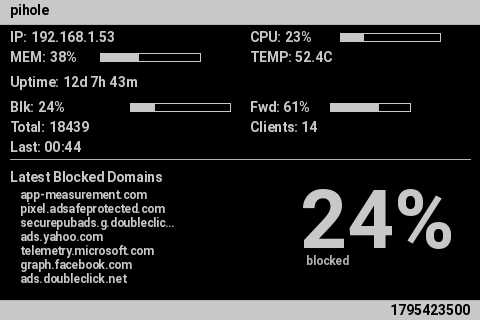 pihole
IP: 192.168.1.53 CPU: 23%
MEM: 38% TEMP: 52.4C
Uptime: 12d 7h 43m
Blk: 24% Fwd: 61%
Total: 18439 Clients: 14
Last: 00:44
Latest Blocked Domains
app-measurement.com
pixel.adsafeprotected.com
securepubads.g.doubleclic...
ads.yahoo.com
telemetry.microsoft.com
graph.facebook.com
ads.doubleclick.net
24%
blocked
1795423500